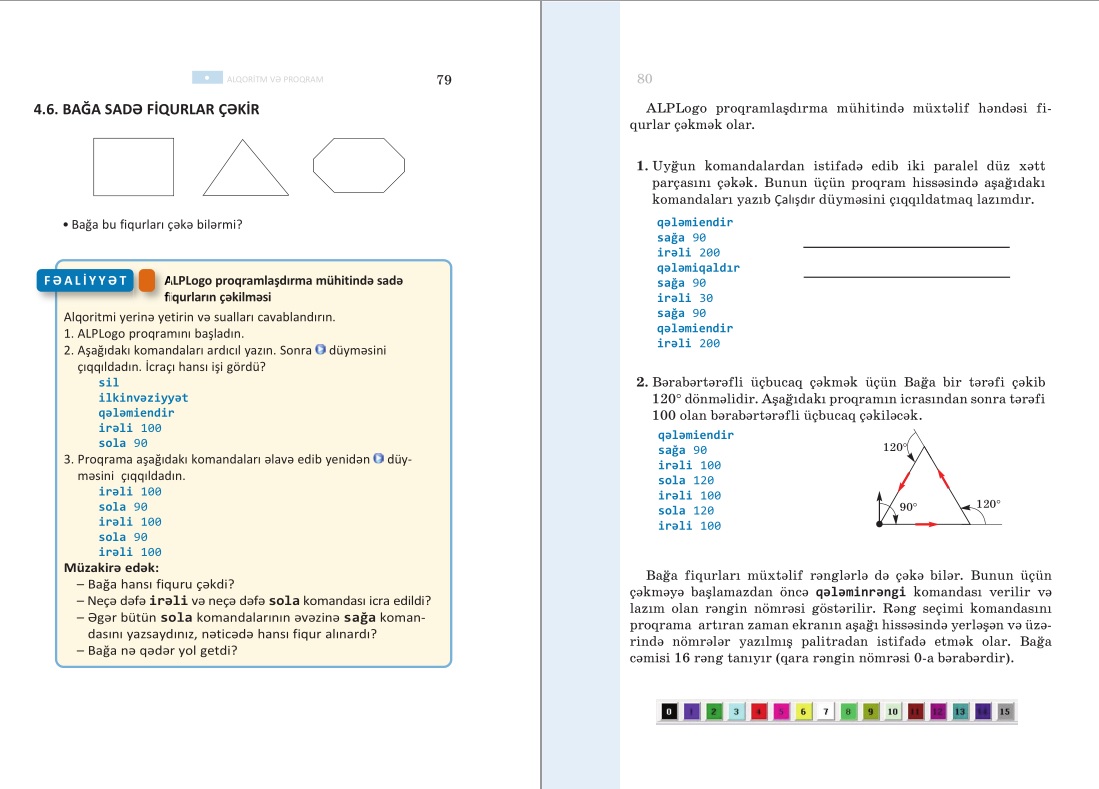 ALQORİTM VƏ PROQRAM
79
4.6. BAĞA SADƏ FİQURLAR ÇƏKİR
• Bağa bu fiqurları çəkə bilərmi?
FƏALİYYƏT
ALPLogo proqramlaşdırma mühitində sadə
fiqurların çəkilməsi
Alqoritmi yerinə yetirin və sualları cavablandırın.
1. ALPLogo proqramını başladın.
2. Aşağıdakı komandaları ardıcıl yazın. Sonra düyməsini
çıqqıldadın. İcraçı hansı işi gördü?
sil
ilkinvəziyyət
qələmiendir
irəli 100
sola 90
3. Proqrama aşağıdakı komandaları əlavə edib yenidən düy-
məsini çıqqıldadın.
irəli 100
sola 90
irəli 100
sola 90
irəli 100
Müzakirə edək:
– Bağa hansı fiquru çəkdi?
– Neçə dəfə irəli və neçə dəfə sola komandası icra edildi?
– Əgər bütün sola komandalarının əvəzinə sağa koman-
dasını yazsaydınız, nəticədə hansı fiqur alınardı?
– Bağa nə qədər yol getdi?
80
ALPLogo proqramlaşdırma mühitində müxtəlif həndəsi fi-
qurlar çəkmək olar.
1. Uyğun komandalardan istifadə edib iki paralel düz xətt
parçasını çəkək. Bunun üçün proqram hissəsində aşağıdakı
komandaları yazıb Çalışdır düyməsini çıqqıldatmaq lazımdır.
qələmiendir
sağa 90
irəli 200
qələmiqaldır
sağa 90
irəli 30
sağa 90
qələmiendir
irəli 200
2. Bərabərtərəfli üçbucaq çəkmək üçün Bağa bir tərəfi çəkib
120° dönməlidir. Aşağıdakı proqramın icrasından sonra tərəfi
100 olan bərabərtərəfli üçbucaq çəkiləcək.
qələmiendir
sağa 90
irəli 100
sola 120
irəli 100
sola 120
irəli 100
120°
90°
120°
Bağa fiqurları müxtəlif rənglərlə də çəkə bilər. Bunun üçün
çəkməyə başlamazdan öncə qələminrəngi komandası verilir və
lazım olan rəngin nömrəsi göstərilir. Rəng seçimi komandasını
proqrama artıran zaman ekranın aşağı hissəsində yerləşən və üzə-
rində nömrələr yazılmış palitradan istifadə etmək olar. Bağa
cəmisi 16 rəng tanıyır (qara rəngin nömrəsi 0-a bərabərdir).
0 1 2 3 4 5 6 7 8 9 10 11 12 13 14 15